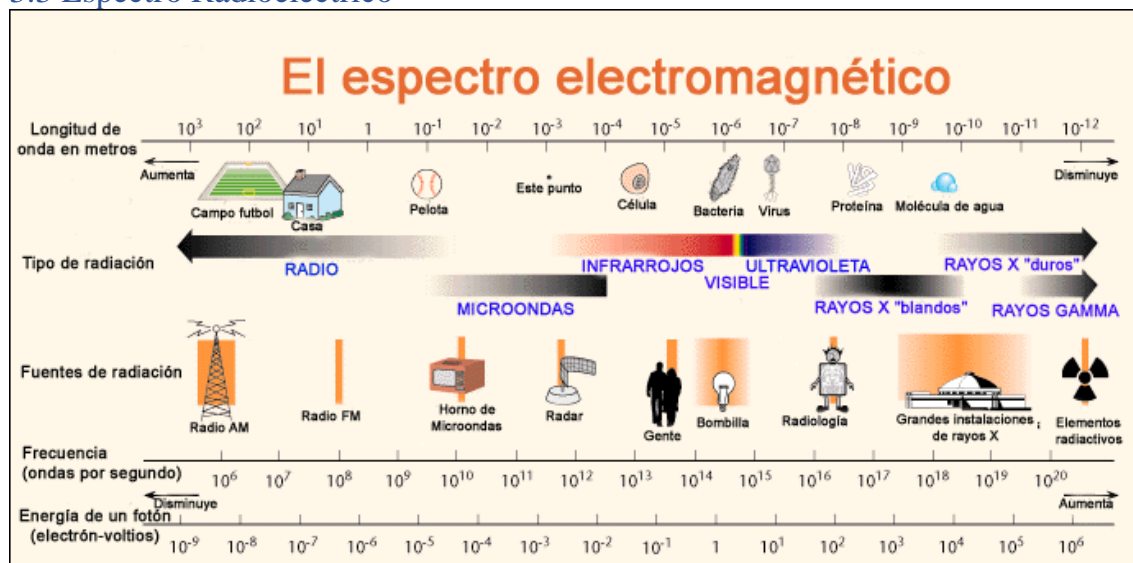 3.3 Espectro Radioeléctrico
El espectro electromagnético
Longitud de
onda en metros
10³ 10² 10¹ 1 10⁻¹ 10⁻² 10⁻³ 10⁻⁴ 10⁻⁵ 10⁻⁶ 10⁻⁷ 10⁻⁸ 10⁻⁹ 10⁻¹⁰ 10⁻¹¹ 10⁻¹²
Aumenta
Disminuye
Campo futbol
Casa
Pelota
Este punto
Célula
Bacteria
Virus
Proteína
Molécula de agua
Tipo de radiación
RADIO
INFRARROJOS
VISIBLE
ULTRAVIOLETA
RAYOS X "duros"
MICROONDAS
RAYOS X "blandos"
RAYOS GAMMA
Fuentes de radiación
Radio AM
Radio FM
Horno de
Microondas
Radar
Gente
Bombilla
Radiología
Grandes instalaciones
de rayos X
Elementos
radiactivos
Frecuencia
(ondas por segundo)
10⁶ 10⁷ 10⁸ 10⁹ 10¹⁰ 10¹¹ 10¹² 10¹³ 10¹⁴ 10¹⁵ 10¹⁶ 10¹⁷ 10¹⁸ 10¹⁹ 10²⁰
Disminuye
Aumenta
Energía de un fotón
(electrón-voltios)
10⁻⁹ 10⁻⁸ 10⁻⁷ 10⁻⁶ 10⁻⁵ 10⁻⁴ 10⁻³ 10⁻² 10⁻¹ 1 10¹ 10² 10³ 10⁴ 10⁵ 10⁶